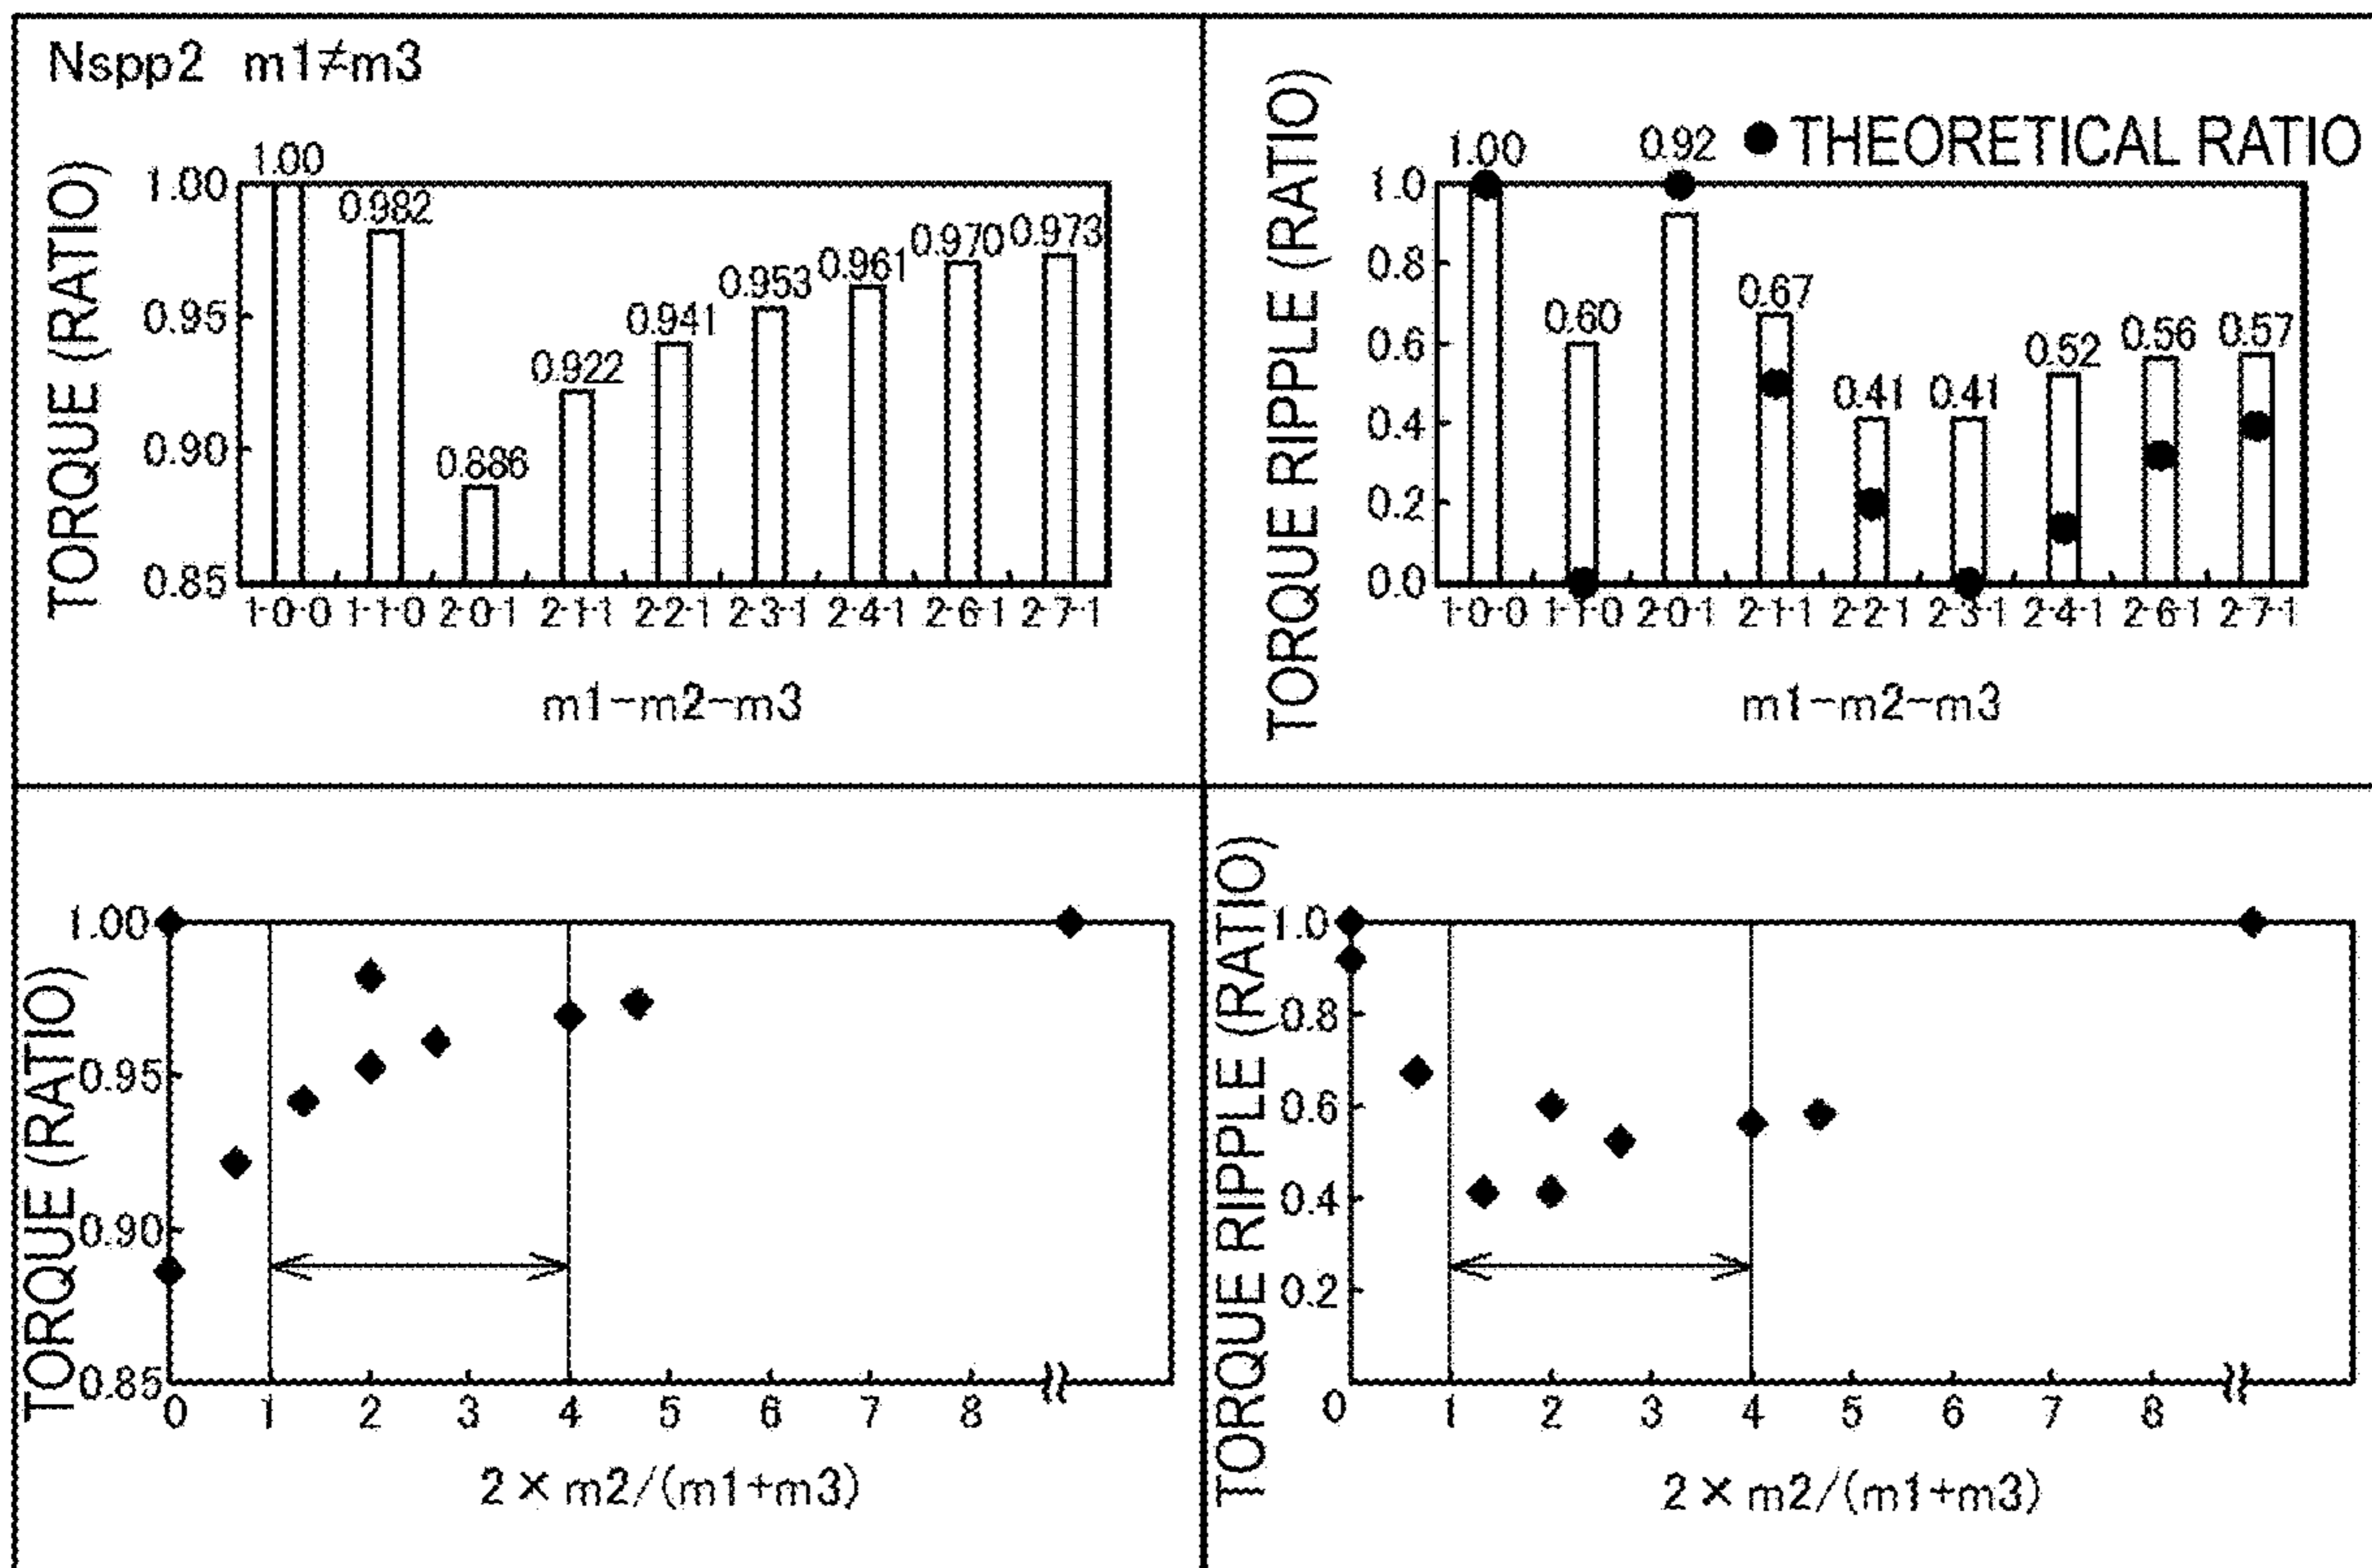 Nspp2 m1≠m3
TORQUE (RATIO)
1.00
0.95
0.90
0.85
1.00
0.982
0.886
0.922
0.941
0.953
0.961
0.970
0.973
1-0-0 1-1-0 2-0-1 2-1-1 2-2-1 2-3-1 2-4-1 2-6-1 2-7-1
m1-m2-m3
TORQUE RIPPLE (RATIO)
● THEORETICAL RATIO
1.0
0.8
0.6
0.4
0.2
0.0
1.00
0.60
0.92
0.67
0.41
0.41
0.52
0.56
0.57
1-0-0 1-1-0 2-0-1 2-1-1 2-2-1 2-3-1 2-4-1 2-6-1 2-7-1
m1-m2-m3
TORQUE (RATIO)
1.00
0.95
0.90
0.85
0 1 2 3 4 5 6 7 8
2 × m2/(m1+m3)
TORQUE RIPPLE (RATIO)
1.0
0.8
0.6
0.4
0.2
0 1 2 3 4 5 6 7 8
2 × m2/(m1+m3)